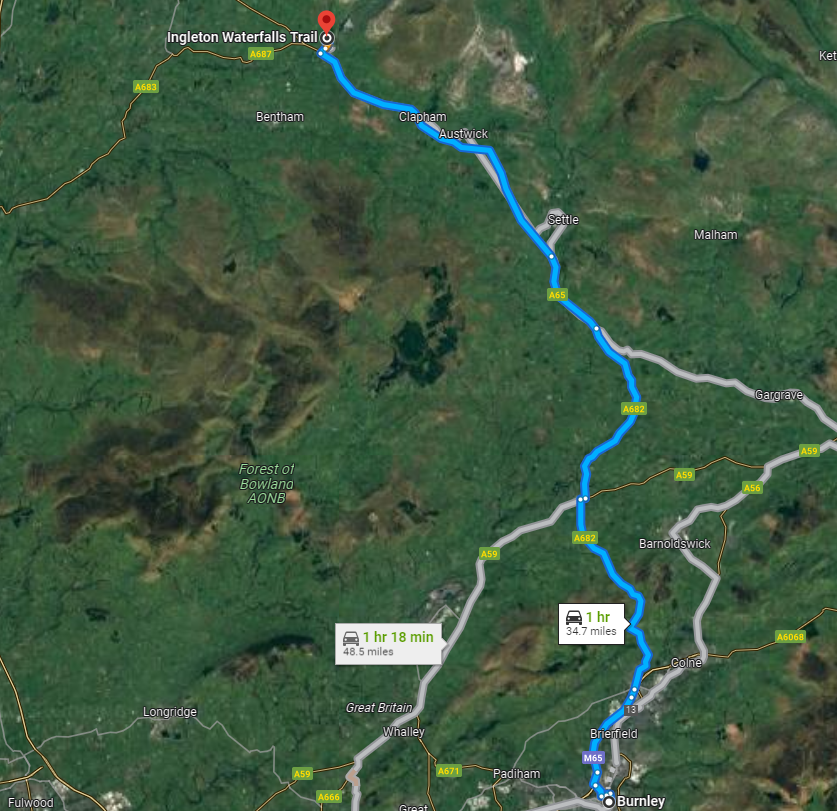 Ingleton Waterfalls Trail
A687
Ket
A683
Bentham
Clapham
Austwick
Settle
Malham
A65
Gargrave
A682
A59
Forest of
Bowland
AONB
A59
A56
A682
Barnoldswick
A59
1 hr
34.7 miles
1 hr 18 min
48.5 miles
A6068
Colne
Great Britain
13
Longridge
Whalley
Brierfield
M65
A59
A671
Padiham
A666
Burnley
Fulwood
Great